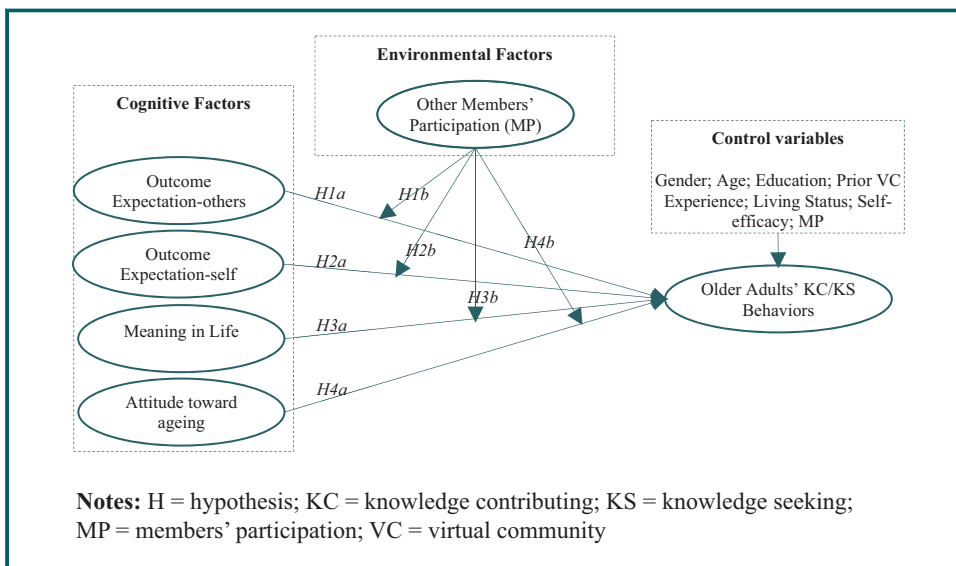 Environmental Factors
Other Members'
Participation (MP)
Cognitive Factors
Outcome
Expectation-others
Outcome
Expectation-self
Meaning in Life
Attitude toward
ageing
H1a
H1b
H2a
H2b
H3a
H3b
H4a
H4b
Control variables
Gender; Age; Education; Prior VC
Experience; Living Status; Self-
efficacy; MP
Older Adults' KC/KS
Behaviors
Notes: H = hypothesis; KC = knowledge contributing; KS = knowledge seeking;
MP = members' participation; VC = virtual community